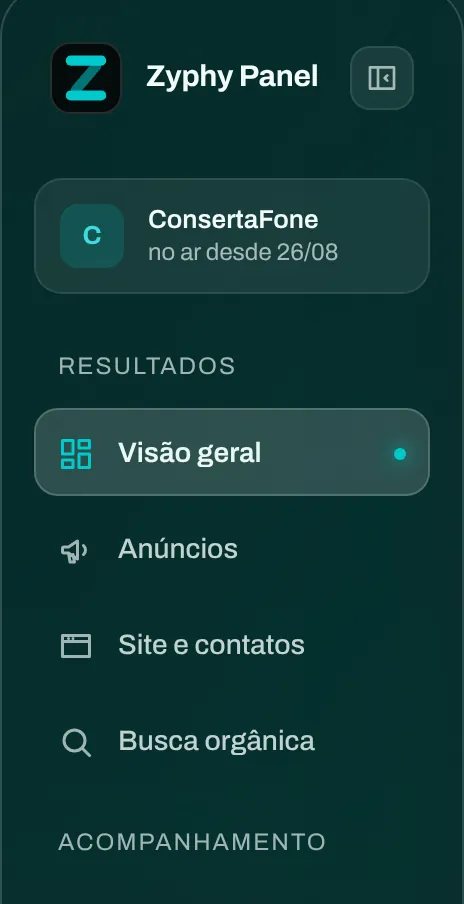 Z
Zyphy Panel
C
ConsertaFone
no ar desde 26/08
RESULTADOS
Visão geral
Anúncios
Site e contatos
Busca orgânica
ACOMPANHAMENTO